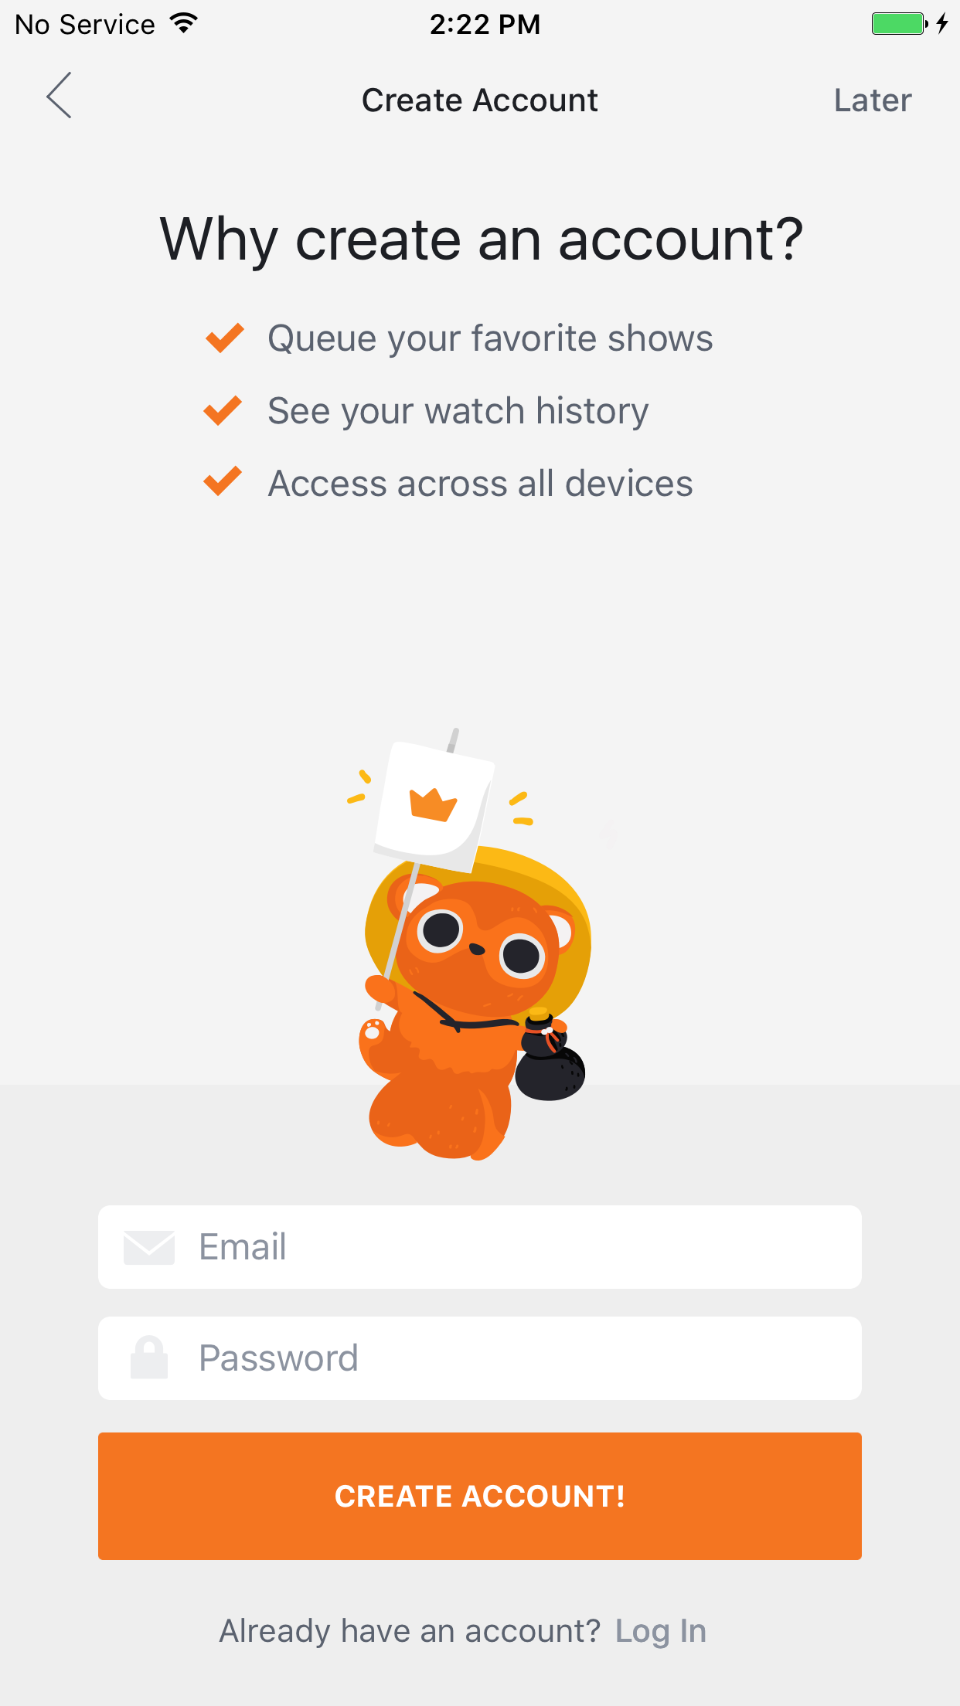 No Service 2:22 PM
Create Account Later
Why create an account?
Queue your favorite shows
See your watch history
Access across all devices
Email
Password
CREATE ACCOUNT!
Already have an account? Log In